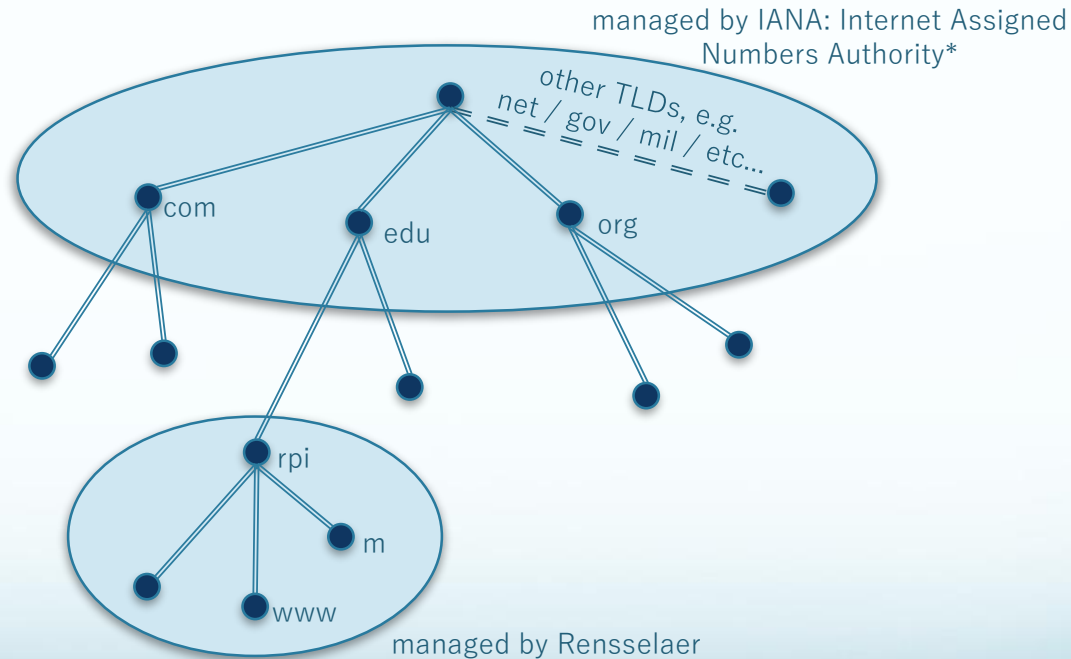 managed by IANA: Internet Assigned
Numbers Authority*
other TLDs, e.g.
net / gov / mil / etc...
com
edu
org
rpi
m
www
managed by Rensselaer